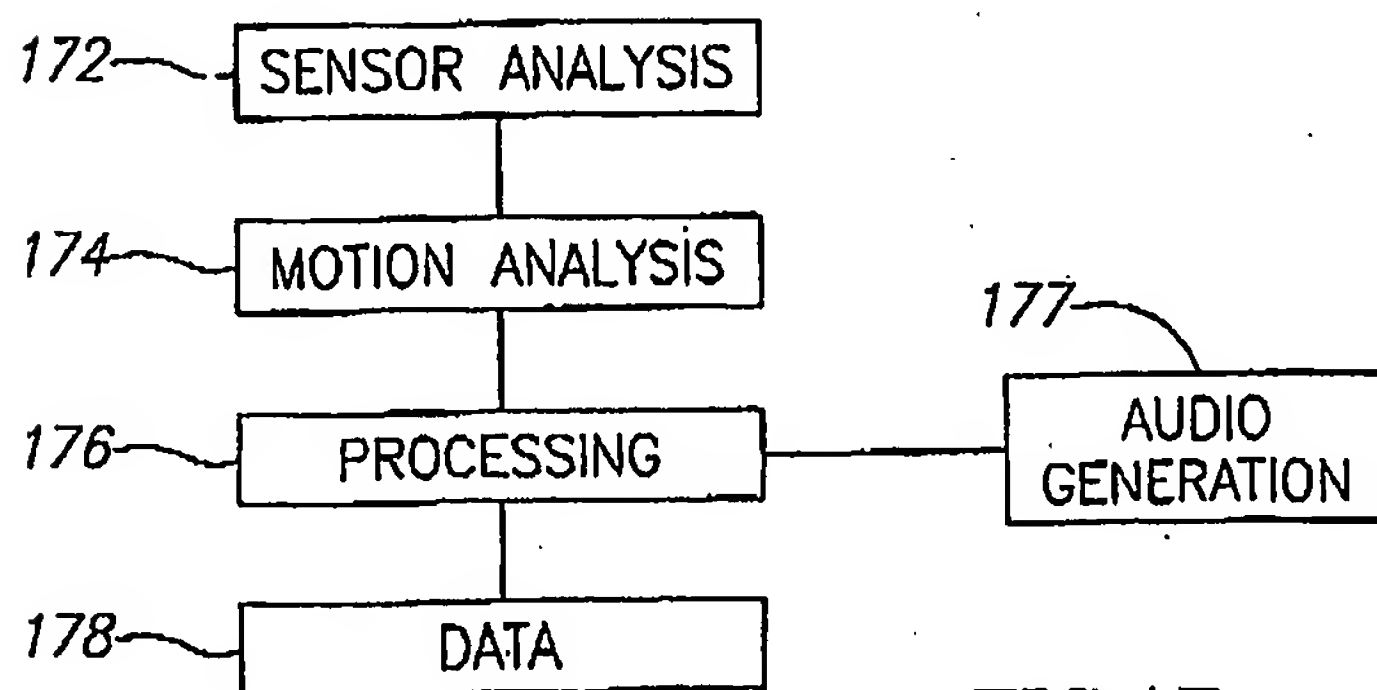 172
SENSOR ANALYSIS
174
MOTION ANALYSIS
177
176
PROCESSING
AUDIO
GENERATION
178
DATA